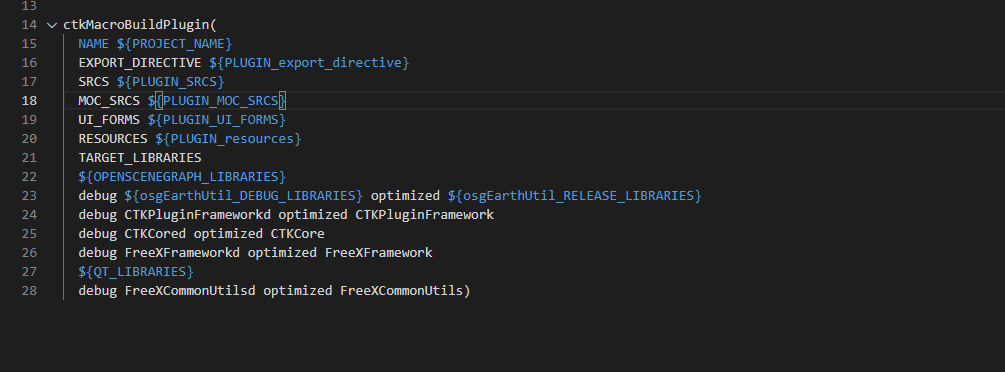 13
14 ctkMacroBuildPlugin(
15 NAME ${PROJECT_NAME}
16 EXPORT_DIRECTIVE ${PLUGIN_export_directive}
17 SRCS ${PLUGIN_SRCS}
18 MOC_SRCS ${PLUGIN_MOC_SRCS}
19 UI_FORMS ${PLUGIN_UI_FORMS}
20 RESOURCES ${PLUGIN_resources}
21 TARGET_LIBRARIES
22 ${OPENSCENEGRAPH_LIBRARIES}
23 debug ${osgEarthUtil_DEBUG_LIBRARIES} optimized ${osgEarthUtil_RELEASE_LIBRARIES}
24 debug CTKPluginFrameworkd optimized CTKPluginFramework
25 debug CTKCored optimized CTKCore
26 debug FreeXFrameworkd optimized FreeXFramework
27 ${QT_LIBRARIES}
28 debug FreeXCommonUtilsd optimized FreeXCommonUtils)